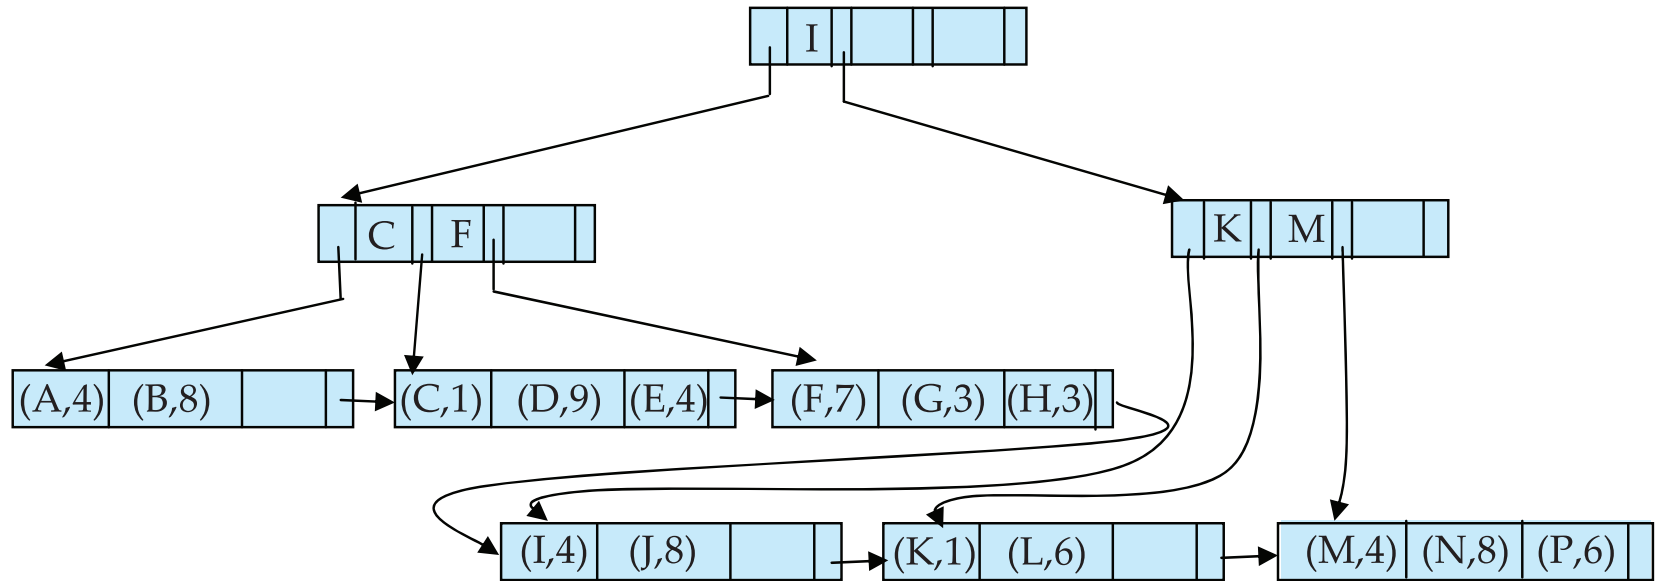 I
C F
K M
(A,4) (B,8)
(C,1) (D,9) (E,4)
(F,7) (G,3) (H,3)
(I,4) (J,8)
(K,1) (L,6)
(M,4) (N,8) (P,6)